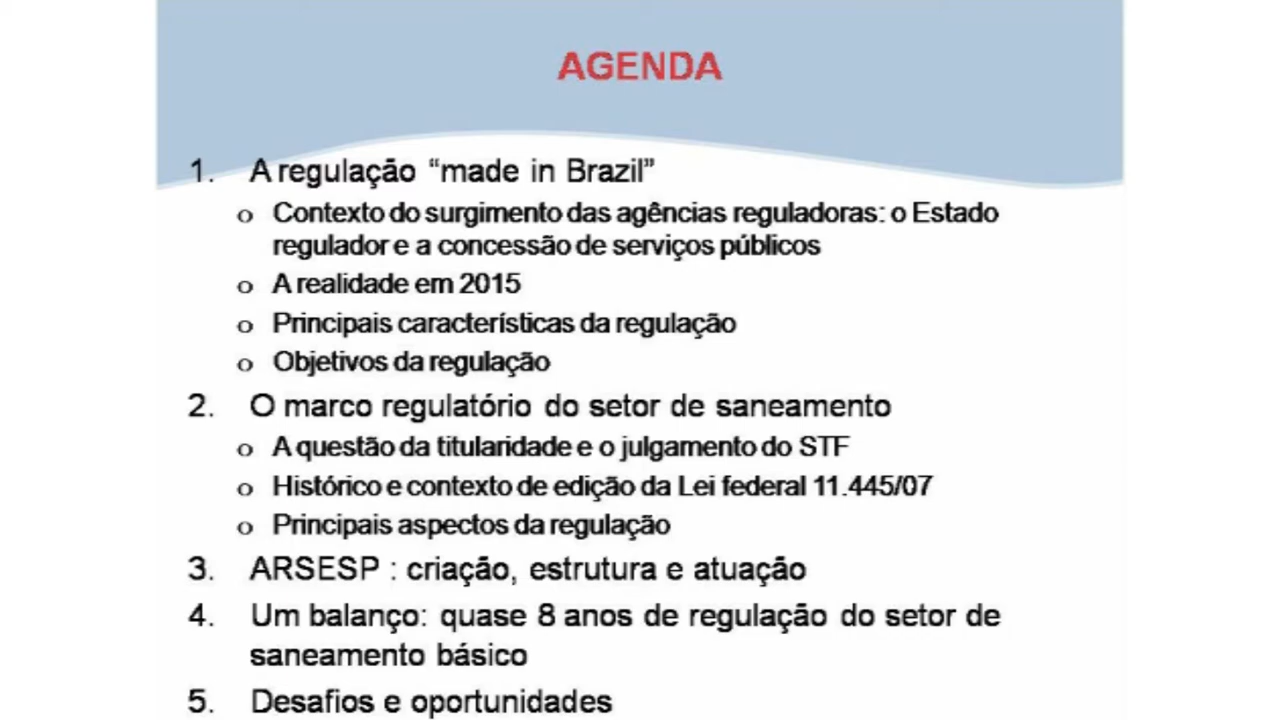 AGENDA
1. A regulação “made in Brazil”
o Contexto do surgimento das agências reguladoras: o Estado
regulador e a concessão de serviços públicos
o A realidade em 2015
o Principais características da regulação
o Objetivos da regulação
2. O marco regulatório do setor de saneamento
o A questão da titularidade e o julgamento do STF
o Histórico e contexto de edição da Lei federal 11.445/07
o Principais aspectos da regulação
3. ARSESP : criação, estrutura e atuação
4. Um balanço: quase 8 anos de regulação do setor de
saneamento básico
5. Desafios e oportunidades